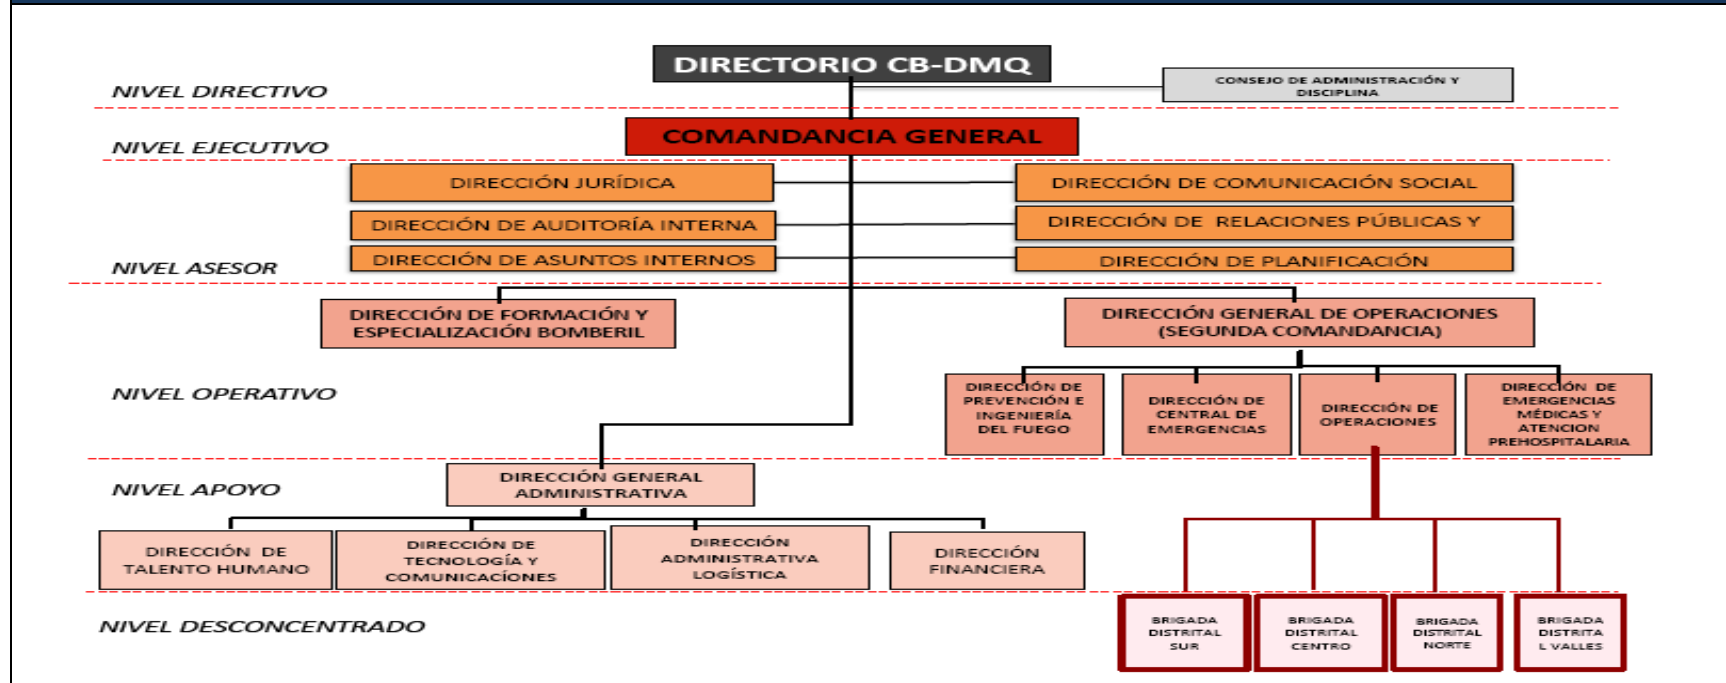 DIRECTORIO CB-DMQ
CONSEJO DE ADMINISTRACIÓN Y
DISCIPLINA
NIVEL DIRECTIVO
COMANDANCIA GENERAL
NIVEL EJECUTIVO
DIRECCIÓN JURÍDICA
DIRECCIÓN DE COMUNICACIÓN SOCIAL
DIRECCIÓN DE AUDITORÍA INTERNA
DIRECCIÓN DE RELACIONES PÚBLICAS Y
DIRECCIÓN DE ASUNTOS INTERNOS
DIRECCIÓN DE PLANIFICACIÓN
NIVEL ASESOR
DIRECCIÓN DE FORMACIÓN Y
ESPECIALIZACIÓN BOMBERIL
DIRECCIÓN GENERAL DE OPERACIONES
(SEGUNDA COMANDANCIA)
NIVEL OPERATIVO
DIRECCIÓN DE
PREVENCIÓN E
INGENIERÍA
DEL FUEGO
DIRECCIÓN DE
CENTRAL DE
EMERGENCIAS
DIRECCIÓN DE
OPERACIONES
DIRECCIÓN DE
EMERGENCIAS
MÉDICAS Y
ATENCION
PREHOSPITALARIA
NIVEL APOYO
DIRECCIÓN GENERAL
ADMINISTRATIVA
DIRECCIÓN DE
TALENTO HUMANO
DIRECCIÓN DE
TECNOLOGÍA Y
COMUNICACÍONES
DIRECCIÓN
ADMINISTRATIVA
LOGÍSTICA
DIRECCIÓN
FINANCIERA
NIVEL DESCONCENTRADO
BRIGADA
DISTRITAL
SUR
BRIGADA
DISTRITAL
CENTRO
BRIGADA
DISTRITAL
NORTE
BRIGADA
DISTRITA
L VALLES